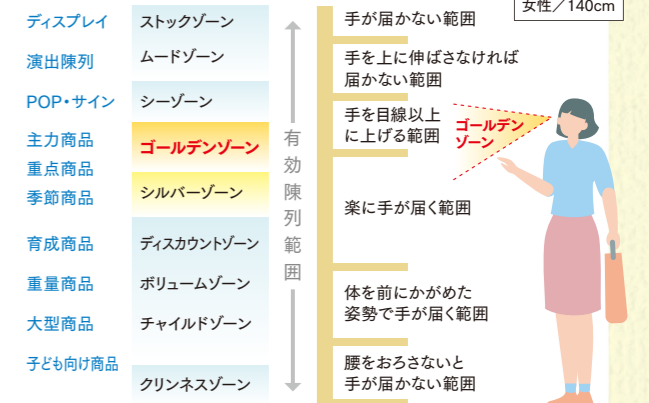 女性／140cm
ディスプレイ
演出陳列
POP・サイン
主力商品
重点商品
季節商品
育成商品
重量商品
大型商品
子ども向け商品
ストックゾーン
ムードゾーン
シーゾーン
ゴールデンゾーン
シルバーゾーン
ディスカウントゾーン
ボリュームゾーン
チャイルドゾーン
クリンネスゾーン
有効陳列範囲
手が届かない範囲
手を上に伸ばさなければ
届かない範囲
手を目線以上
に上げる範囲
楽に手が届く範囲
体を前にかがめた
姿勢で手が届く範囲
腰をおろさないと
手が届かない範囲
ゴールデン
ゾーン